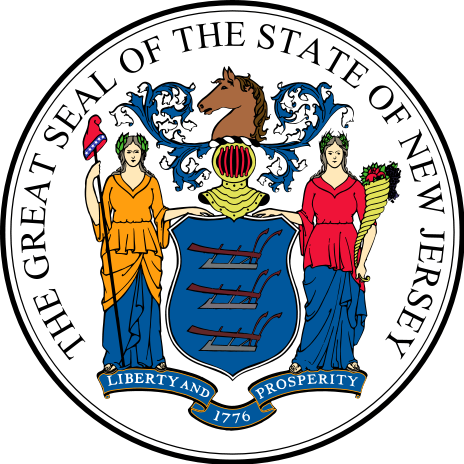 THE GREAT SEAL OF THE STATE OF NEW JERSEY
LIBERTY AND PROSPERITY
1776